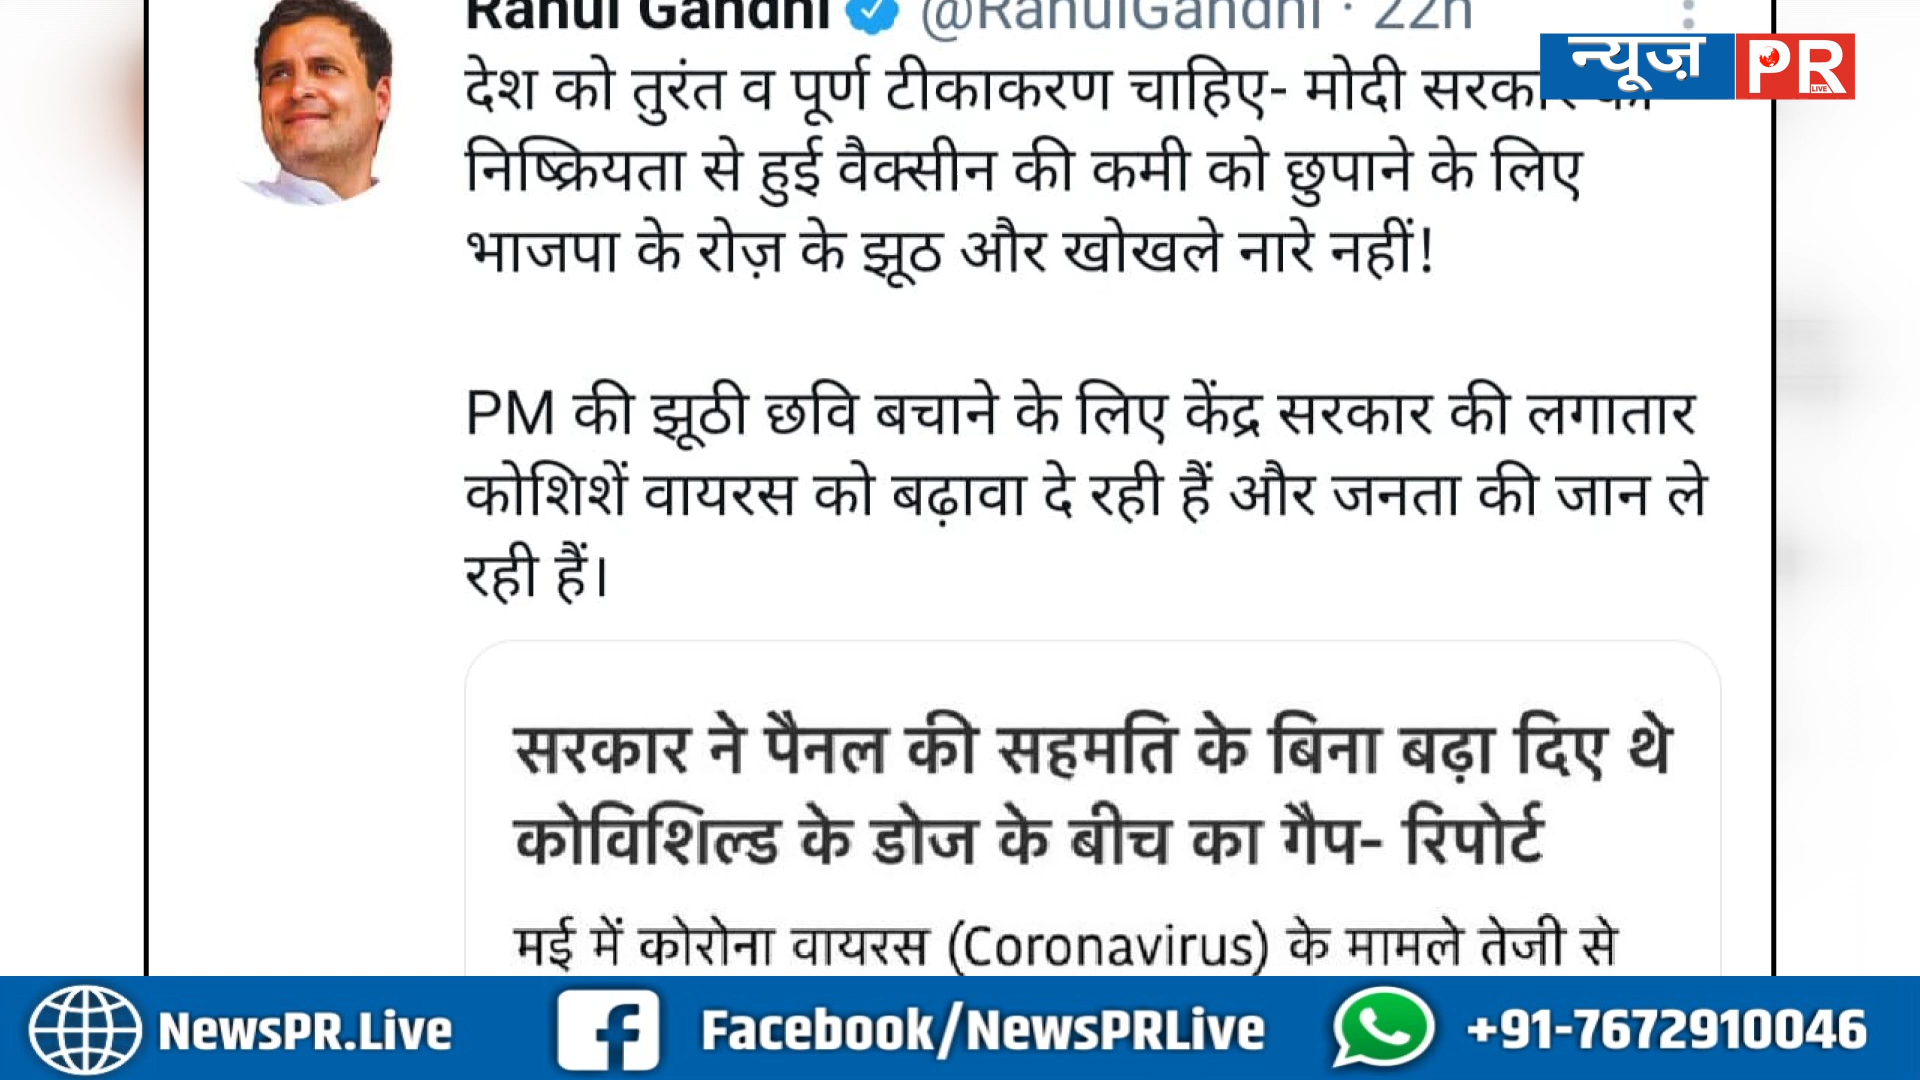 Rahul Gandhi @RahulGandhi · 22h
न्यूज़ PR
LIVE
देश को तुरंत व पूर्ण टीकाकरण चाहिए- मोदी सरकार की
निष्क्रियता से हुई वैक्सीन की कमी को छुपाने के लिए
भाजपा के रोज़ के झूठ और खोखले नारे नहीं!
PM की झूठी छवि बचाने के लिए केंद्र सरकार की लगातार
कोशिशें वायरस को बढ़ावा दे रही हैं और जनता की जान ले
रही हैं।
सरकार ने पैनल की सहमति के बिना बढ़ा दिए थे
कोविशिल्ड के डोज के बीच का गैप- रिपोर्ट
मई में कोरोना वायरस (Coronavirus) के मामले तेजी से
NewsPR.Live Facebook/NewsPRLive +91-7672910046